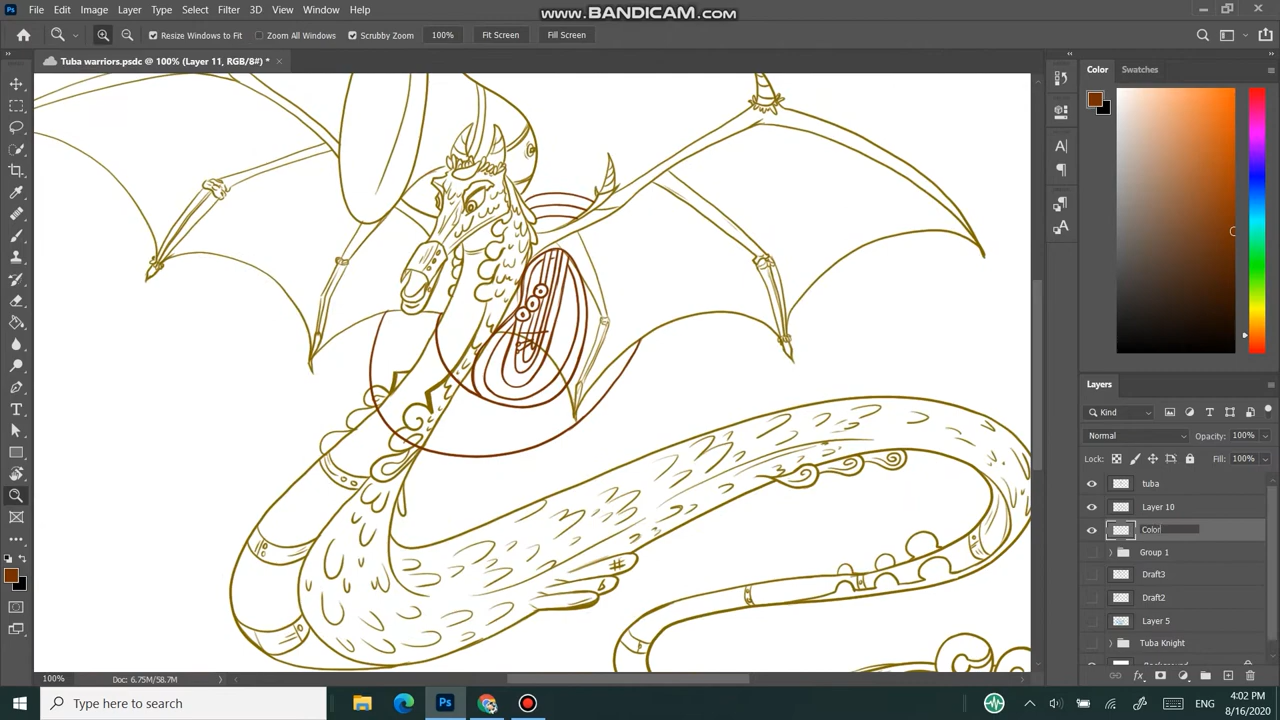 www.BANDICAM.com
Ps File Edit Image Layer Type Select Filter 3D View Window Help
Resize Windows to Fit Zoom All Windows Scrubby Zoom 100% Fit Screen Fill Screen
Tuba warriors.psdc @ 100% (Layer 11, RGB/8#) *
Color Swatches
Layers
Kind
Normal Opacity: 100%
Lock: Fill: 100%
tuba
Layer 10
Color
Group 1
Draft3
Draft2
Layer 5
Tuba Knight
Background
100% Doc: 6.75M/58.7M
Type here to search
Ps
ENG
4:02 PM
8/16/2020